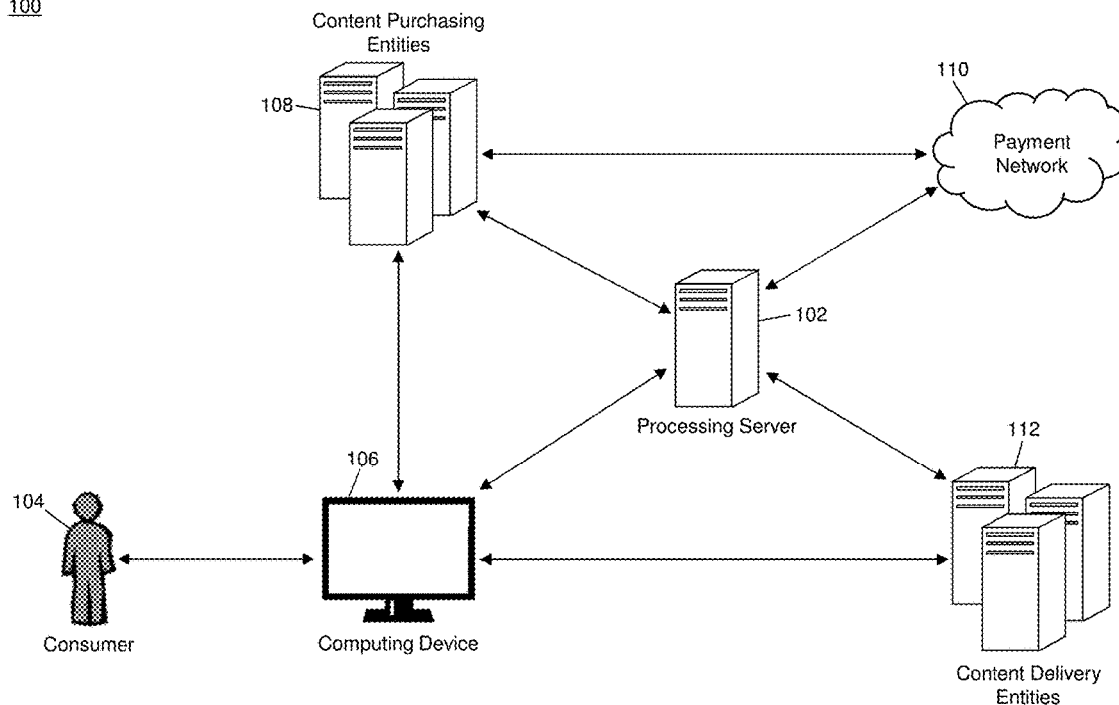 100
Content Purchasing
Entities
108
110
Payment
Network
102
Processing Server
112
106
104
Consumer
Computing Device
Content Delivery
Entities